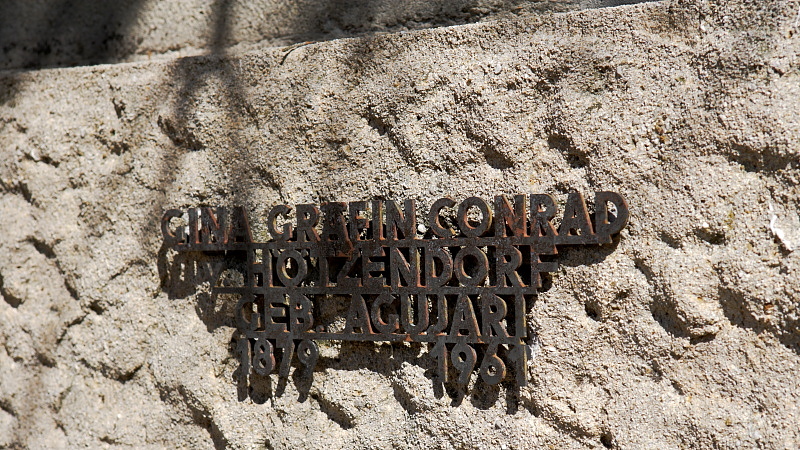 GINA GRÄFIN CONRAD
V. HÖTZENDORF
GEB. AGUJARI
1879 1961